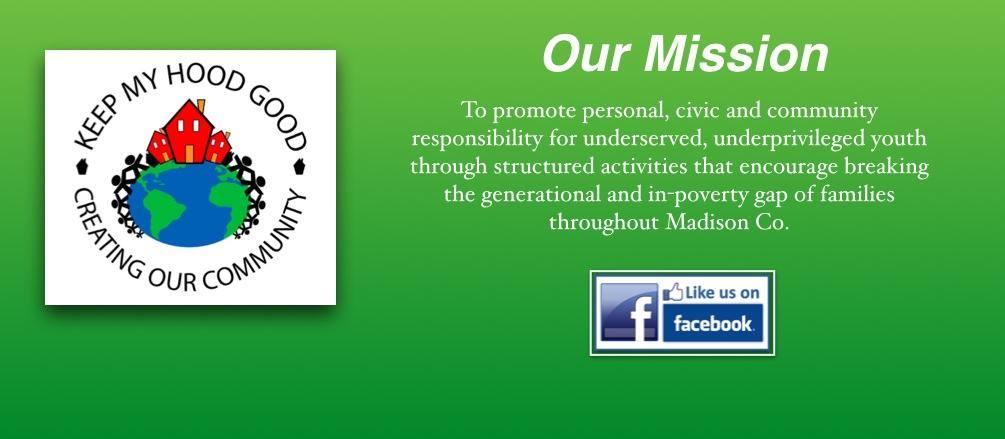 KEEP MY HOOD GOOD
CREATING OUR COMMUNITY
Our Mission
To promote personal, civic and community
responsibility for underserved, underprivileged youth
through structured activities that encourage breaking
the generational and in-poverty gap of families
throughout Madison Co.
Like us on
f facebook.